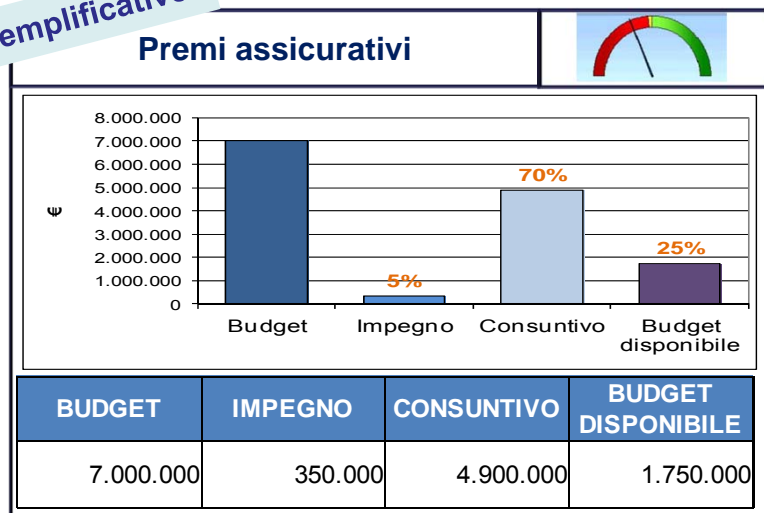 emplificativo
Premi assicurativi
8.000.000
7.000.000
6.000.000
5.000.000
4.000.000
3.000.000
2.000.000
1.000.000
0
€
70%
25%
5%
Budget
Impegno
Consuntivo
Budget
disponibile
BUDGET
IMPEGNO
CONSUNTIVO
BUDGET
DISPONIBILE
7.000.000
350.000
4.900.000
1.750.000